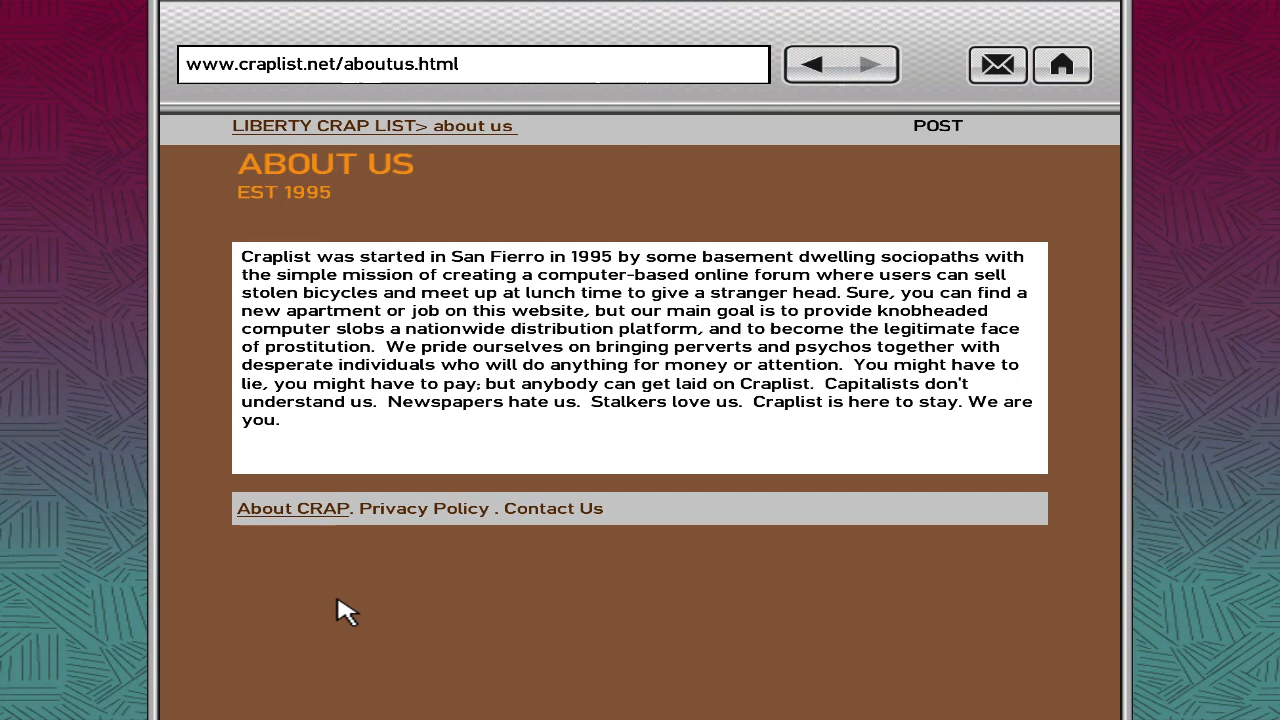 www.craplist.net/aboutus.html
LIBERTY CRAP LIST> about us
POST
ABOUT US
EST 1995
Craplist was started in San Fierro in 1995 by some basement dwelling sociopaths with
the simple mission of creating a computer-based online forum where users can sell
stolen bicycles and meet up at lunch time to give a stranger head. Sure, you can find a
new apartment or job on this website, but our main goal is to provide knobheaded
computer slobs a nationwide distribution platform, and to become the legitimate face
of prostitution.  We pride ourselves on bringing perverts and psychos together with
desperate individuals who will do anything for money or attention.  You might have to
lie, you might have to pay; but anybody can get laid on Craplist.  Capitalists don't
understand us.  Newspapers hate us.  Stalkers love us.  Craplist is here to stay. We are
you.
About CRAP. Privacy Policy . Contact Us